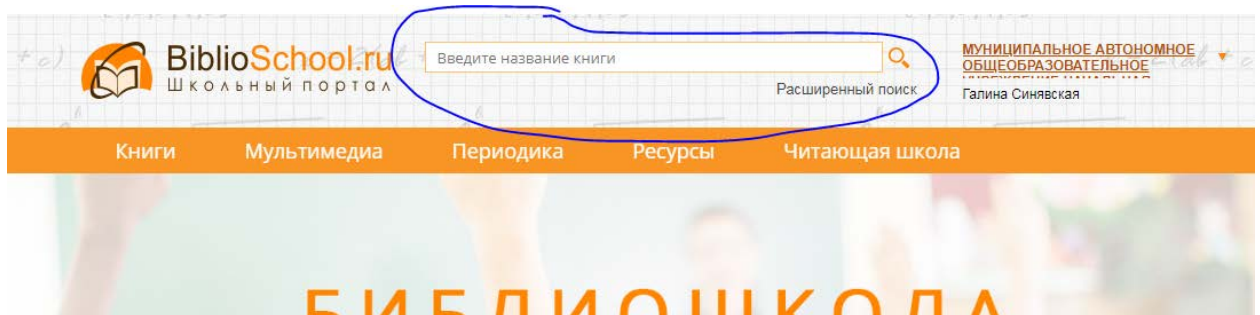 BiblioSchool.ru
Школьный портал
Введите название книги
Расширенный поиск
МУНИЦИПАЛЬНОЕ АВТОНОМНОЕ
ОБЩЕОБРАЗОВАТЕЛЬНОЕ
Галина Синявская
Книги Мультимедиа Периодика Ресурсы Читающая школа
БИБЛИОШКОЛА